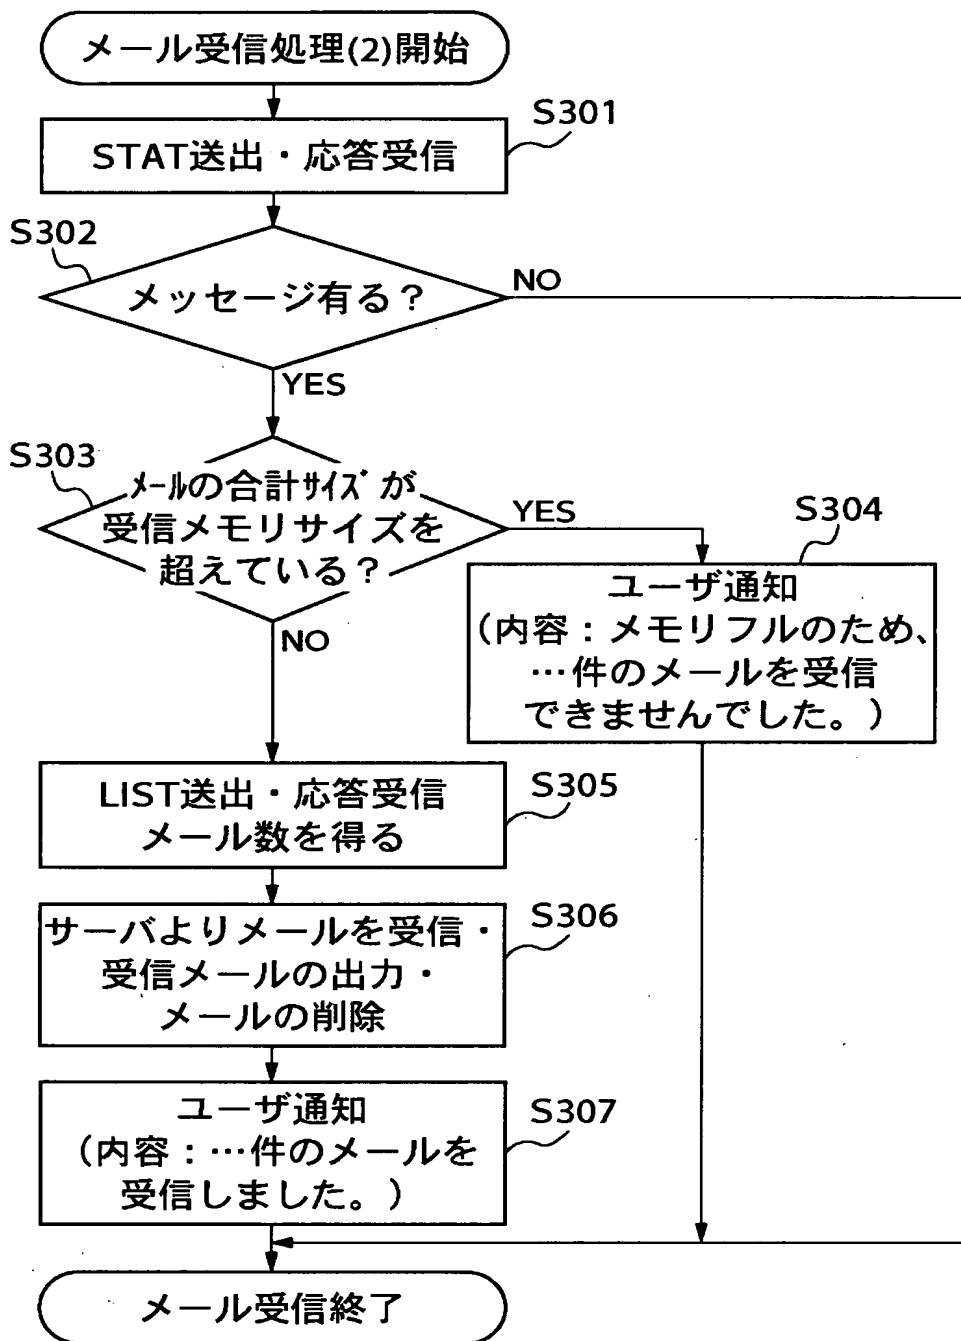 メール受信処理(2)開始
S301
STAT送出・応答受信
S302
メッセージ有る？
NO
YES
S303
ﾒｰﾙの合計ｻｲｽﾞが
受信メモリサイズを
超えている？
YES
NO
S304
ユーザ通知
(内容：メモリフルのため、
…件のメールを受信
できませんでした。)
S305
LIST送出・応答受信
メール数を得る
S306
サーバよりメールを受信・
受信メールの出力・
メールの削除
S307
ユーザ通知
(内容：…件のメールを
受信しました。)
メール受信終了